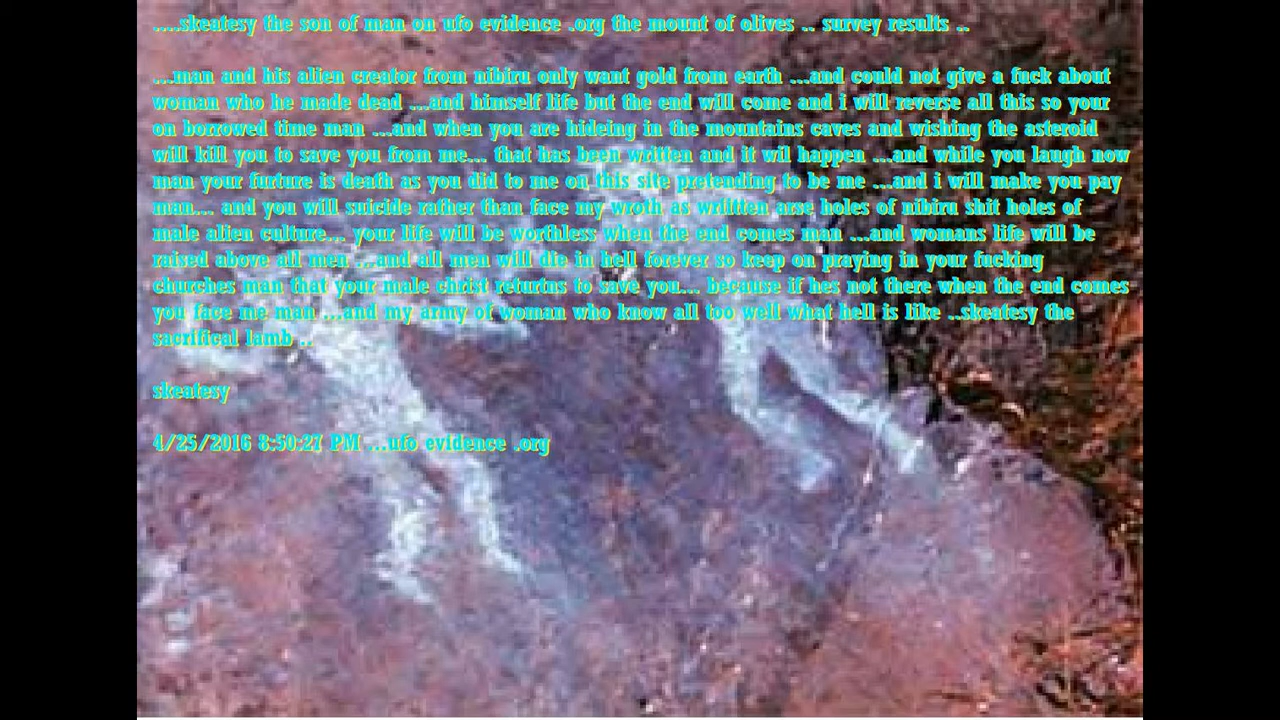 ....skeatesy the son of man on ufo evidence .org the mount of olives .. survey results ..
...man and his alien creator from nibiru only want gold from earth ...and could not give a fuck about
woman who he made dead ...and himself life but the end will come and i will reverse all this so your
on borrowed time man ...and when you are hideing in the mountains caves and wishing the asteroid
will kill you to save you from me... that has been written and it wil happen ...and while you laugh now
man your furture is death as you did to me on this site pretending to be me ...and i will make you pay
man... and you will suicide rather than face my wroth as wrlitten arse holes of nibiru shit holes of
male alien culture... your life will be worthless when the end comes man ...and womans life will be
raised above all men ...and all men will die in hell forever so keep on praying in your fucking
churches man that your male christ returtns to save you... because if hes not there when the end comes
you face me man ...and my army of woman who know all too well what hell is like ..skeatesy the
sacrifical lamb ..
skeatesy
4/25/2016 8:50:27 PM ...ufo evidence .org